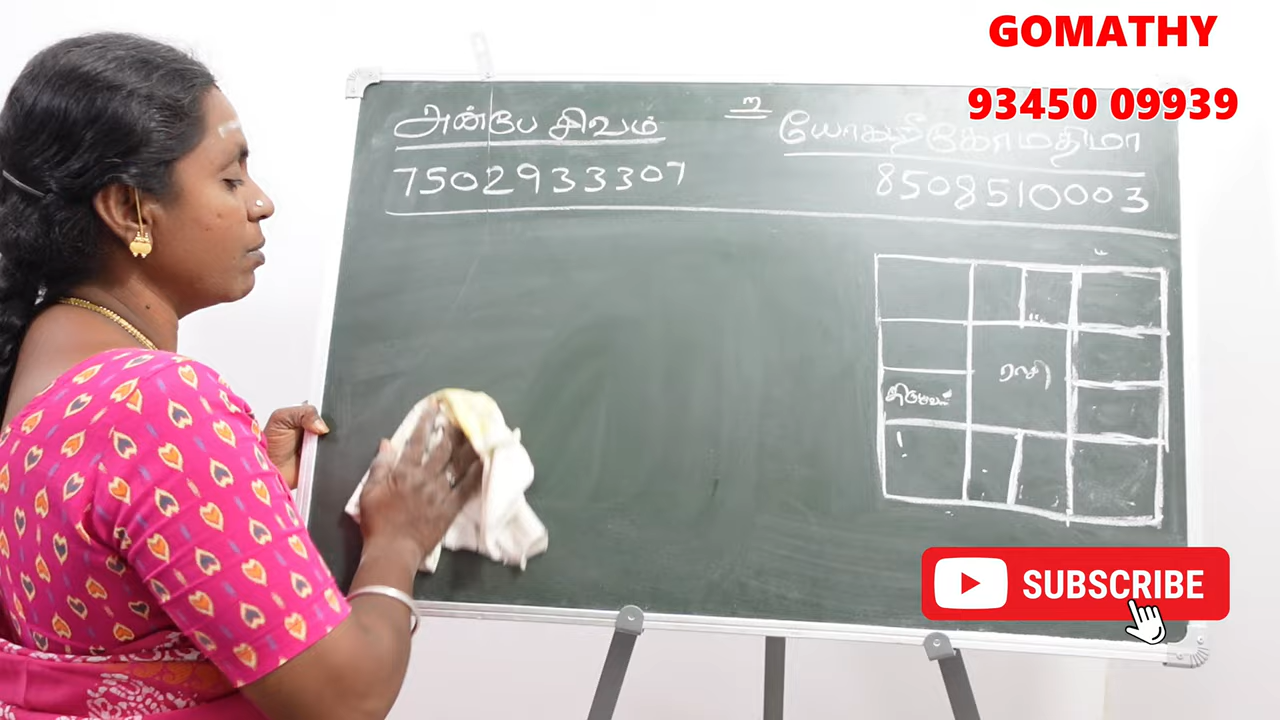 GOMATHY
93450 09939
உ
அன்பே சிவம்
யோகஸ்ரீ கோமதிமா
7502933307
8508510003
ராசி
திருவோ
SUBSCRIBE